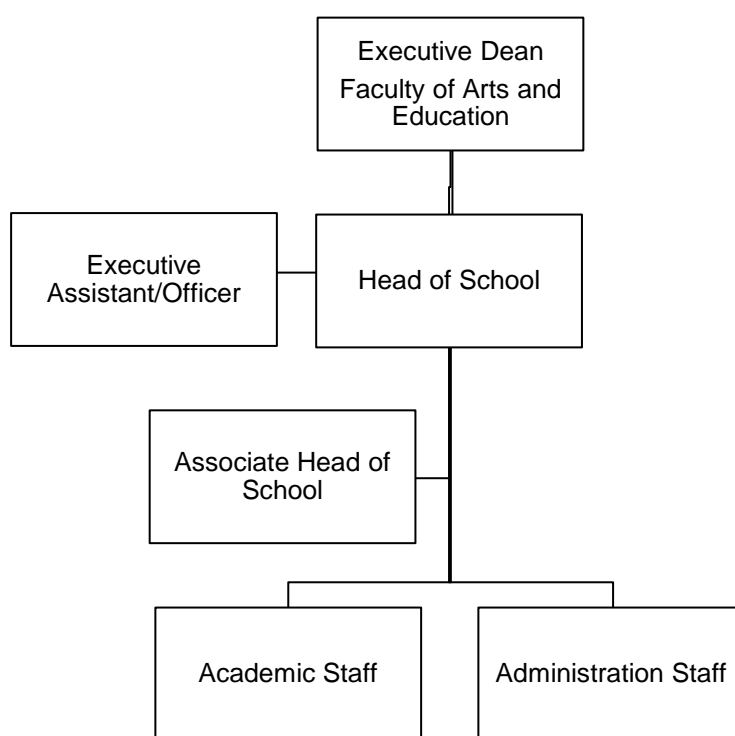 Executive Dean
Faculty of Arts and
Education
Executive
Assistant/Officer
Head of School
Associate Head of
School
Academic Staff
Administration Staff